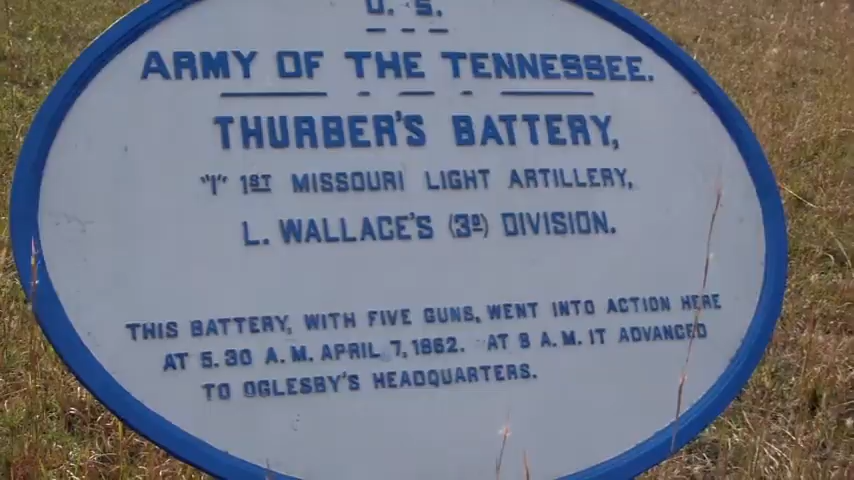 U. S.
ARMY OF THE TENNESSEE.
THURBER'S BATTERY,
"I" 1ST MISSOURI LIGHT ARTILLERY,
L. WALLACE'S (3D) DIVISION.
THIS BATTERY, WITH FIVE GUNS, WENT INTO ACTION HERE
AT 5.30 A.M. APRIL 7, 1862. AT 8 A.M. IT ADVANCED
TO OGLESBY'S HEADQUARTERS.